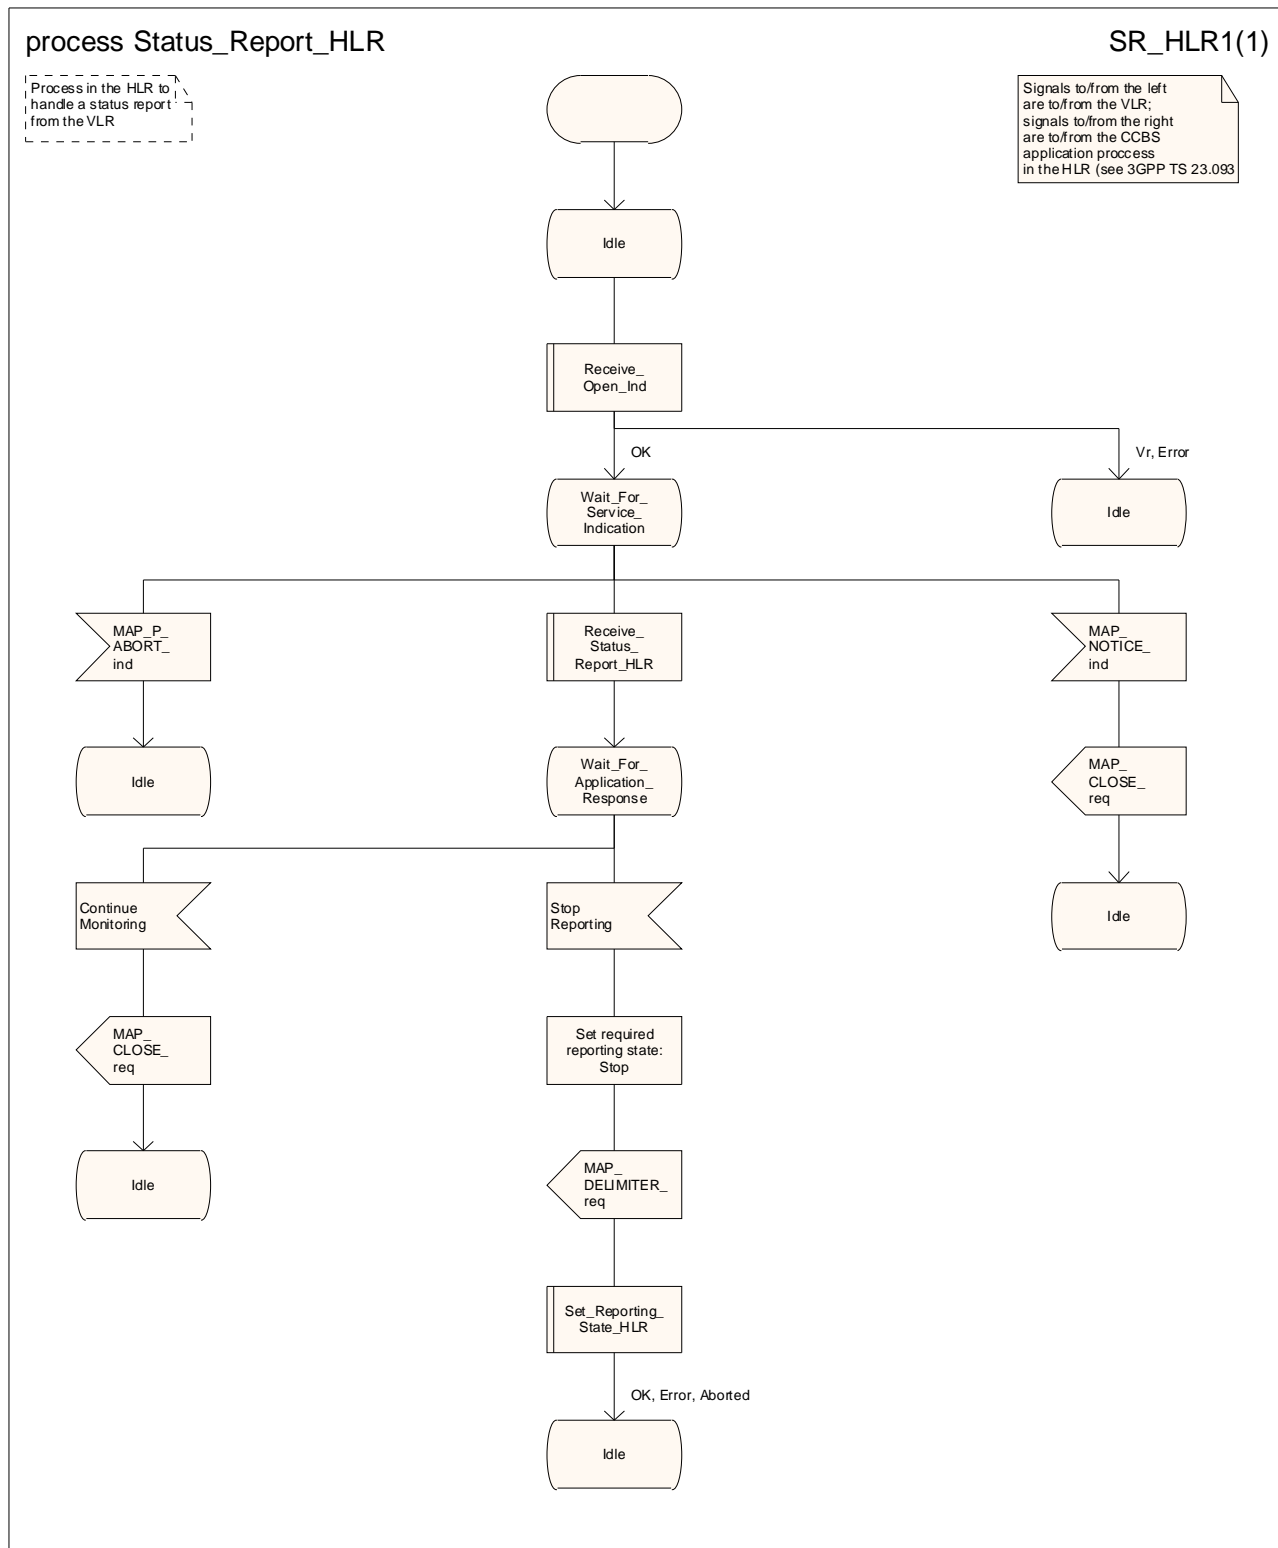 process Status_Report_HLR
SR_HLR1(1)
Process in the HLR to
handle a status report
from the VLR
Signals to/from the left
are to/from the VLR;
signals to/from the right
are to/from the CCBS
application proccess
in the HLR (see 3GPP TS 23.093
Idle
Receive_
Open_Ind
OK
Vr, Error
Wait_For_
Service_
Indication
Idle
MAP_P_
ABORT_
ind
Receive_
Status_
Report_HLR
MAP_
NOTICE_
ind
Idle
Wait_For_
Application_
Response
MAP_
CLOSE_
req
Continue
Monitoring
Stop
Reporting
Idle
MAP_
CLOSE_
req
Set required
reporting state:
Stop
Idle
MAP_
DELIMITER_
req
Set_Reporting_
State_HLR
OK, Error, Aborted
Idle